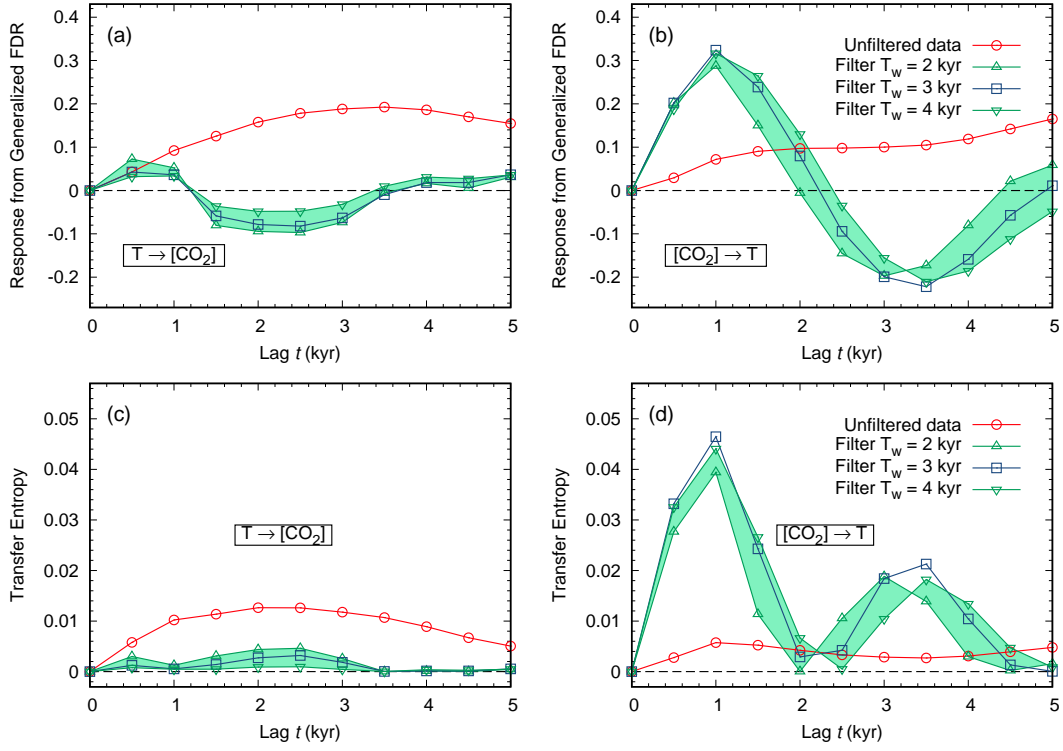 (a)
Response from Generalized FDR
0.4
0.3
0.2
0.1
0
-0.1
-0.2
T → [CO2]
0 1 2 3 4 5
Lag t (kyr)
(b)
Response from Generalized FDR
0.4
0.3
0.2
0.1
0
-0.1
-0.2
Unfiltered data
Filter Tw = 2 kyr
Filter Tw = 3 kyr
Filter Tw = 4 kyr
[CO2] → T
0 1 2 3 4 5
Lag t (kyr)
(c)
Transfer Entropy
0.05
0.04
0.03
0.02
0.01
0
T → [CO2]
0 1 2 3 4 5
Lag t (kyr)
(d)
Transfer Entropy
0.05
0.04
0.03
0.02
0.01
0
Unfiltered data
Filter Tw = 2 kyr
Filter Tw = 3 kyr
Filter Tw = 4 kyr
[CO2] → T
0 1 2 3 4 5
Lag t (kyr)